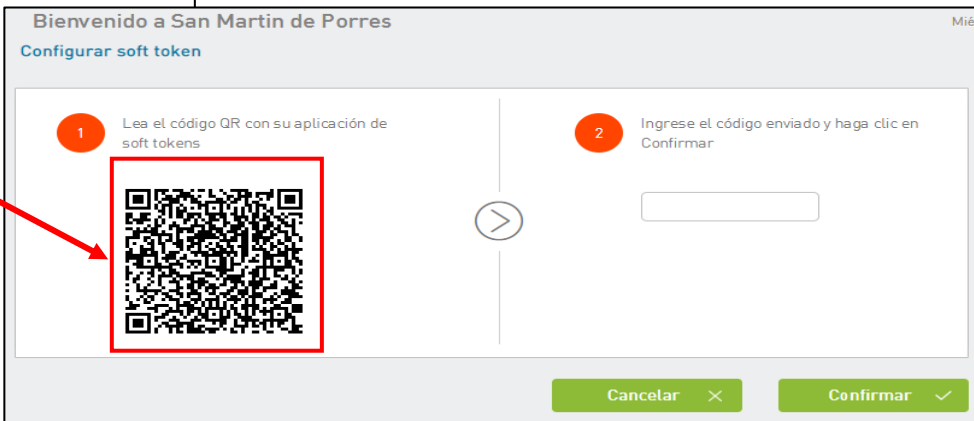 Bienvenido a San Martin de Porres
Mié
Configurar soft token
1
Lea el código QR con su aplicación de
soft tokens
2
Ingrese el código enviado y haga clic en
Confirmar
Cancelar
Confirmar